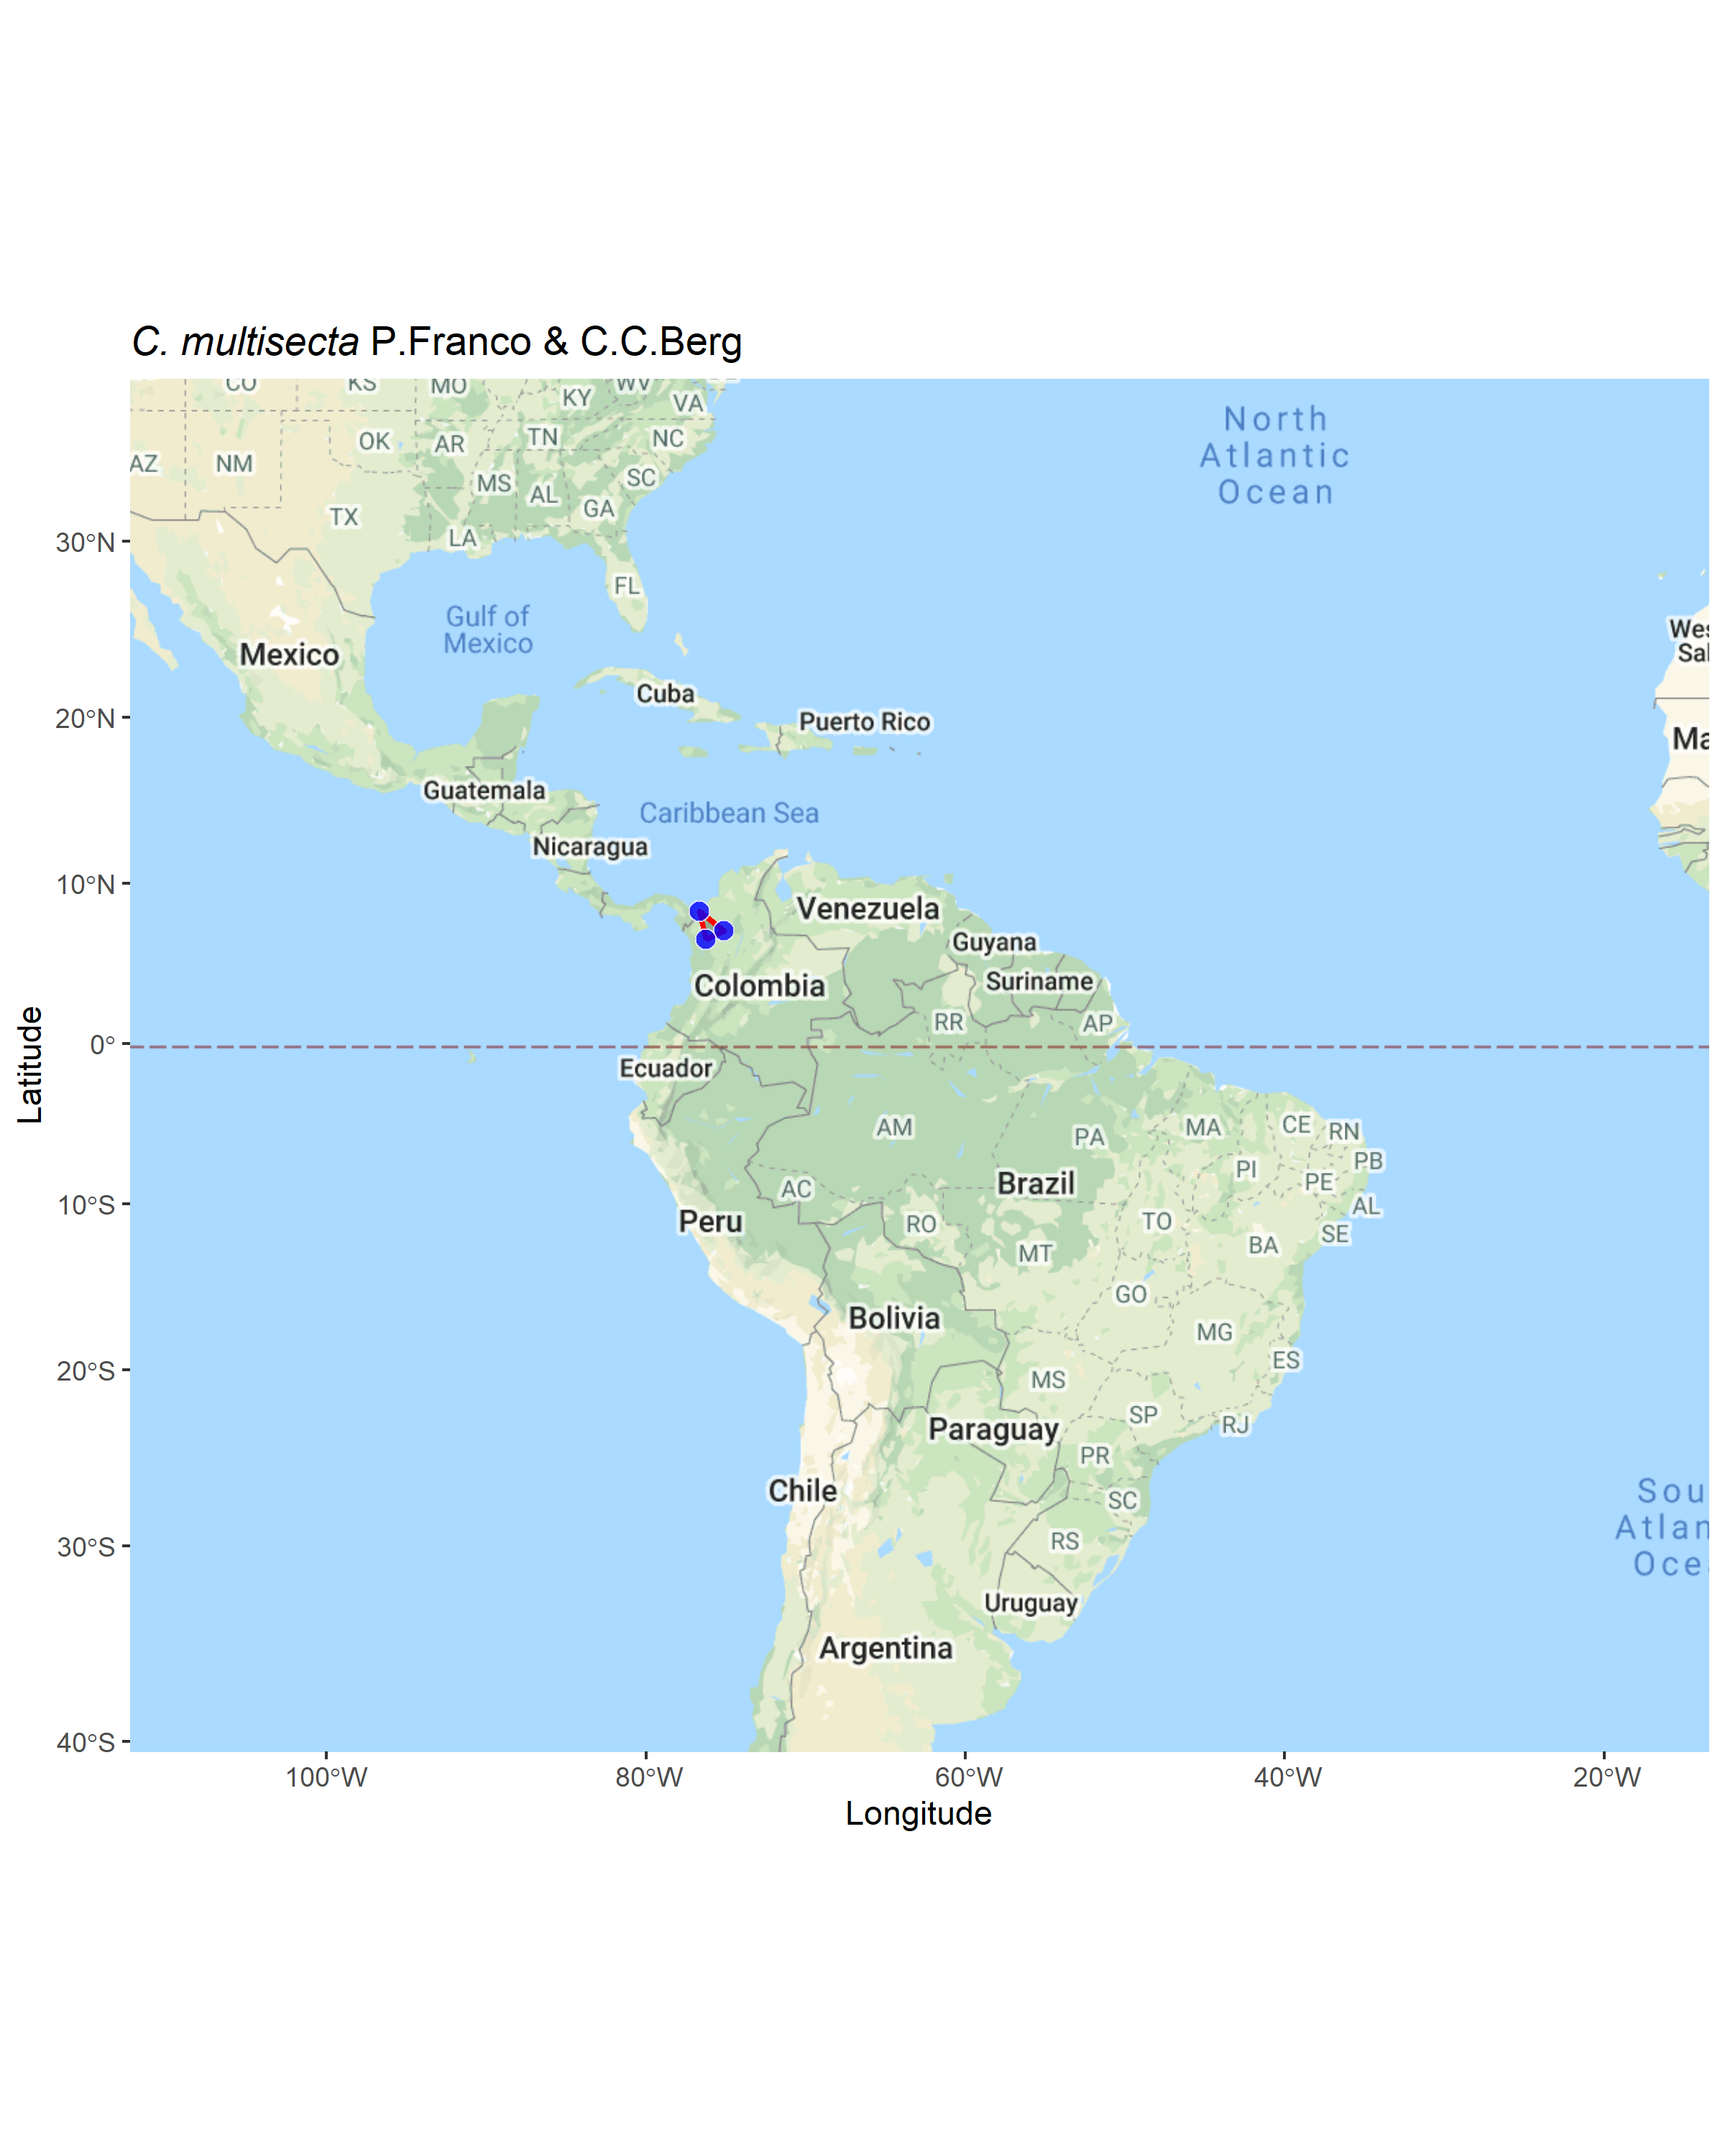 C. multisecta P.Franco & C.C.Berg
CO
KS
MO
KY
WV
VA
AZ
NM
OK
AR
TN
NC
MS
AL
SC
GA
TX
LA
FL
North
Atlantic
Ocean
30°N
Gulf of
Mexico
Mexico
Wes
Sal
Cuba
20°N
Puerto Rico
Ma
Guatemala
Caribbean Sea
Nicaragua
10°N
Venezuela
Guyana
Colombia
Suriname
RR
AP
0°
Ecuador
Latitude
AM
PA
MA
CE
RN
PI
PB
PE
AC
Brazil
AL
10°S
Peru
RO
TO
SE
MT
BA
GO
Bolivia
MG
20°S
MS
ES
Paraguay
SP
RJ
PR
Chile
SC
Sou
Atlan
Ocea
30°S
RS
Uruguay
Argentina
40°S
100°W
80°W
60°W
40°W
20°W
Longitude